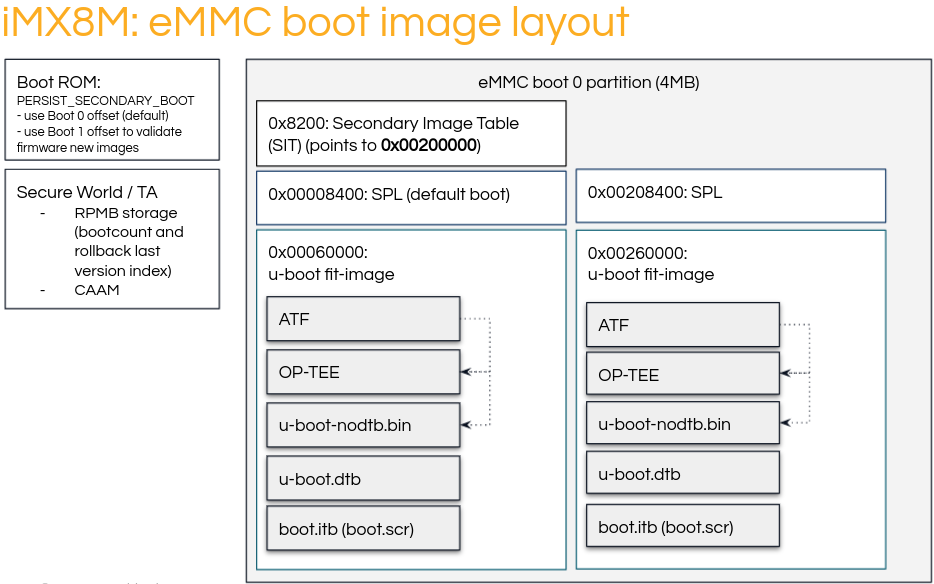 iMX8M: eMMC boot image layout
Boot ROM:
PERSIST_SECONDARY_BOOT
- use Boot 0 offset (default)
- use Boot 1 offset to validate
firmware new images
Secure World / TA
- RPMB storage
(bootcount and
rollback last
version index)
- CAAM
eMMC boot 0 partition (4MB)
0x8200: Secondary Image Table
(SIT) (points to 0x00200000)
0x00008400: SPL (default boot)
0x00060000:
u-boot fit-image
ATF
OP-TEE
u-boot-nodtb.bin
u-boot.dtb
boot.itb (boot.scr)
0x00208400: SPL
0x00260000:
u-boot fit-image
ATF
OP-TEE
u-boot-nodtb.bin
u-boot.dtb
boot.itb (boot.scr)